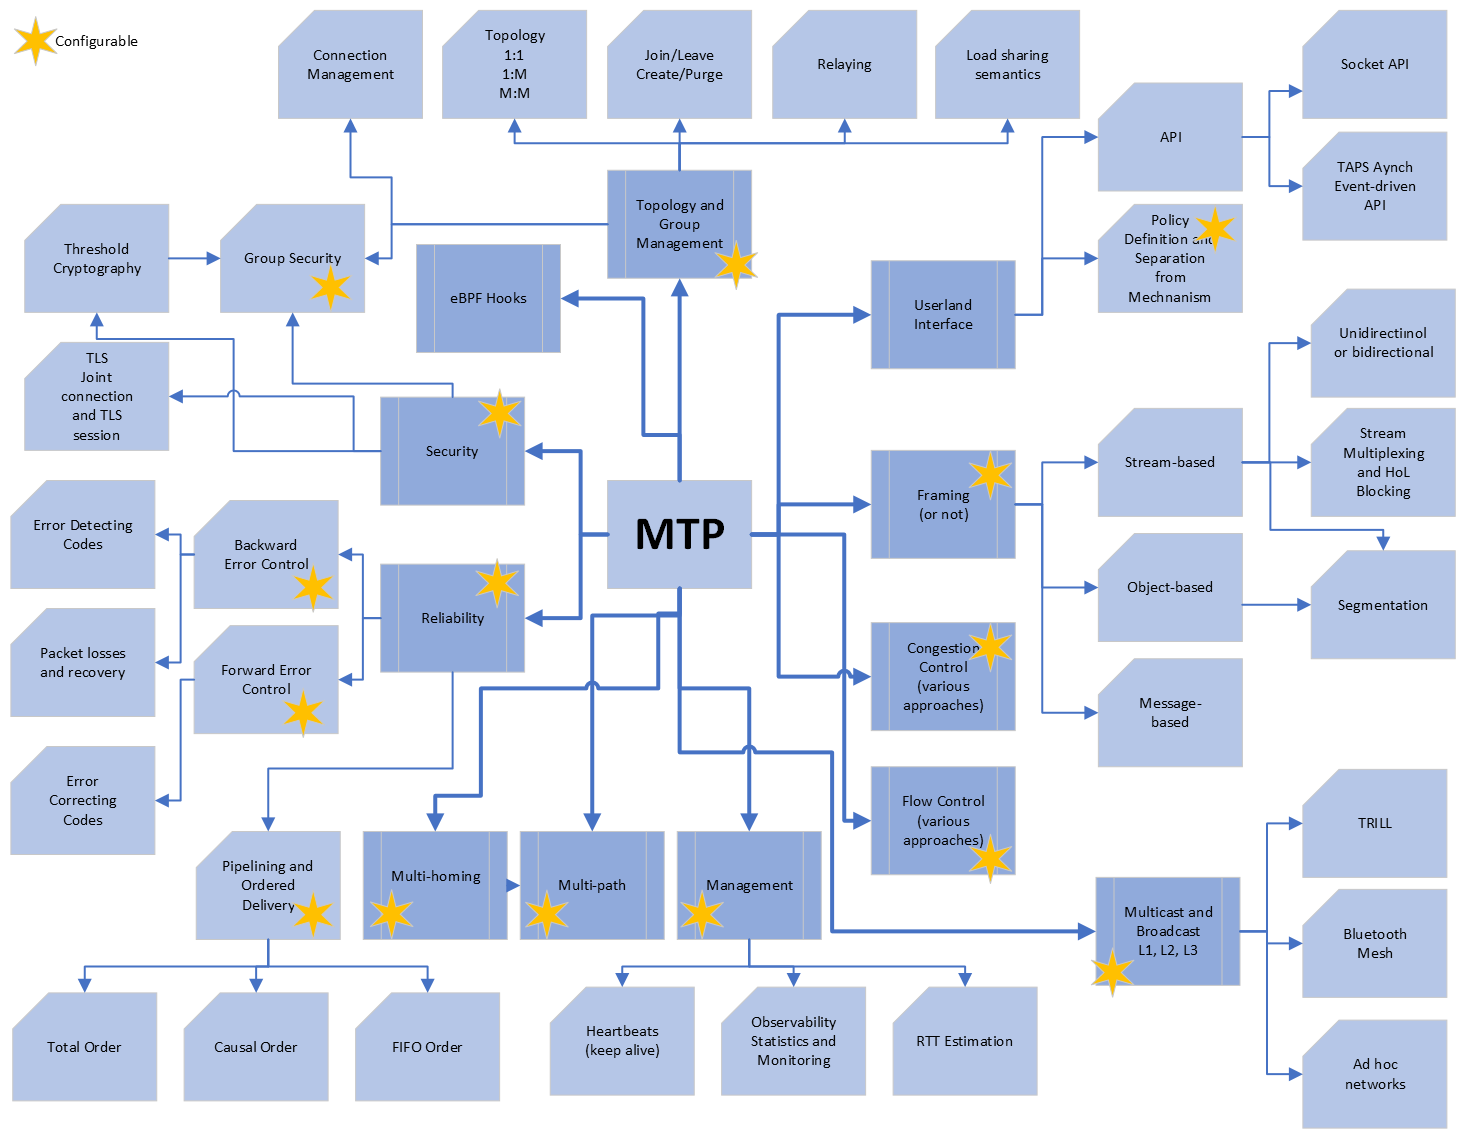 Configurable
Connection
Management
Topology
1:1
1:M
M:M
Join/Leave
Create/Purge
Relaying
Load sharing
semantics
Socket API
API
TAPS Aynch
Event-driven
API
Topology and
Group
Management
Policy
Definition and
Separation
from
Mechnanism
Threshold
Cryptography
Group Security
eBPF Hooks
Userland
Interface
Unidirectiinol
or bidirectional
TLS
Joint
connection
and TLS
session
Security
Framing
(or not)
Stream-based
Stream
Multiplexing
and HoL
Blocking
MTP
Error Detecting
Codes
Backward
Error Control
Object-based
Segmentation
Reliability
Packet losses
and recovery
Forward Error
Control
Congestion
Control
(various
approaches)
Message-
based
Error
Correcting
Codes
Flow Control
(various
approaches)
TRILL
Pipelining and
Ordered
Delivery
Multi-homing
Multi-path
Management
Multicast and
Broadcast
L1, L2, L3
Bluetooth
Mesh
Total Order
Causal Order
FIFO Order
Heartbeats
(keep alive)
Observability
Statistics and
Monitoring
RTT Estimation
Ad hoc
networks